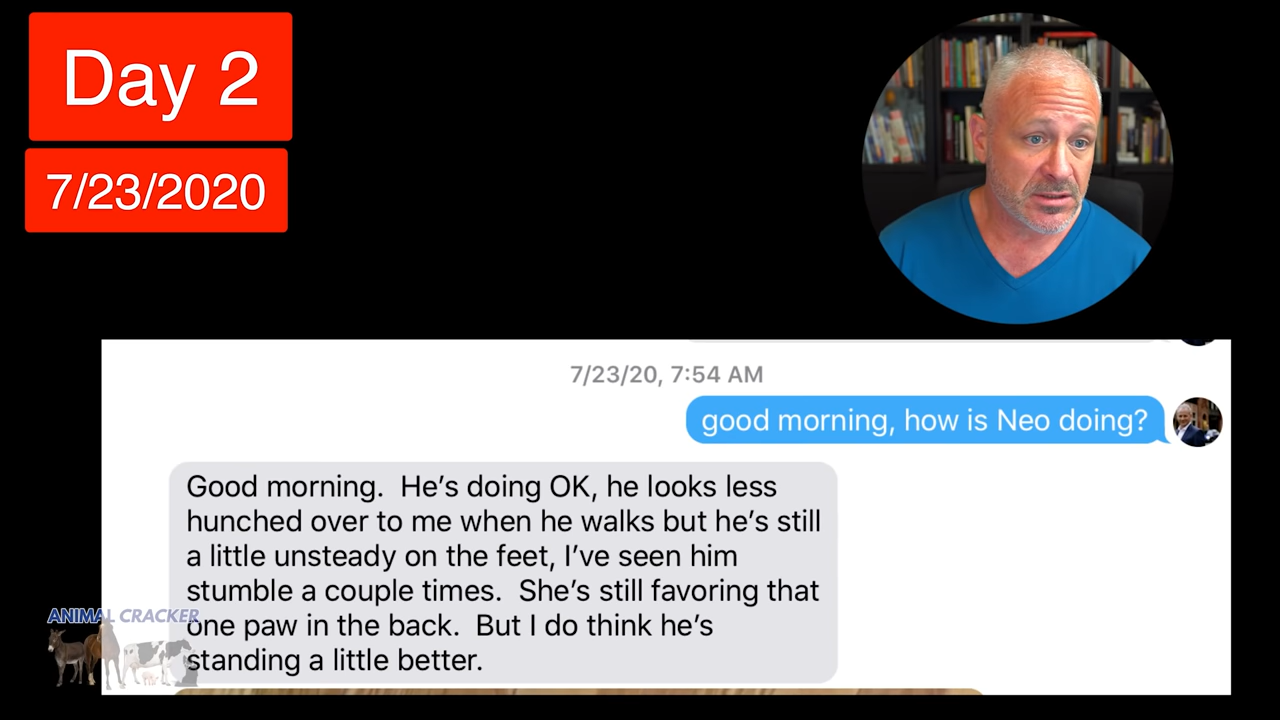 Day 2
7/23/2020
7/23/20, 7:54 AM
good morning, how is Neo doing?
Good morning.  He's doing OK, he looks less
hunched over to me when he walks but he's still
a little unsteady on the feet, I've seen him
stumble a couple times.  She's still favoring that
one paw in the back.  But I do think he's
standing a little better.
ANIMAL CRACKER